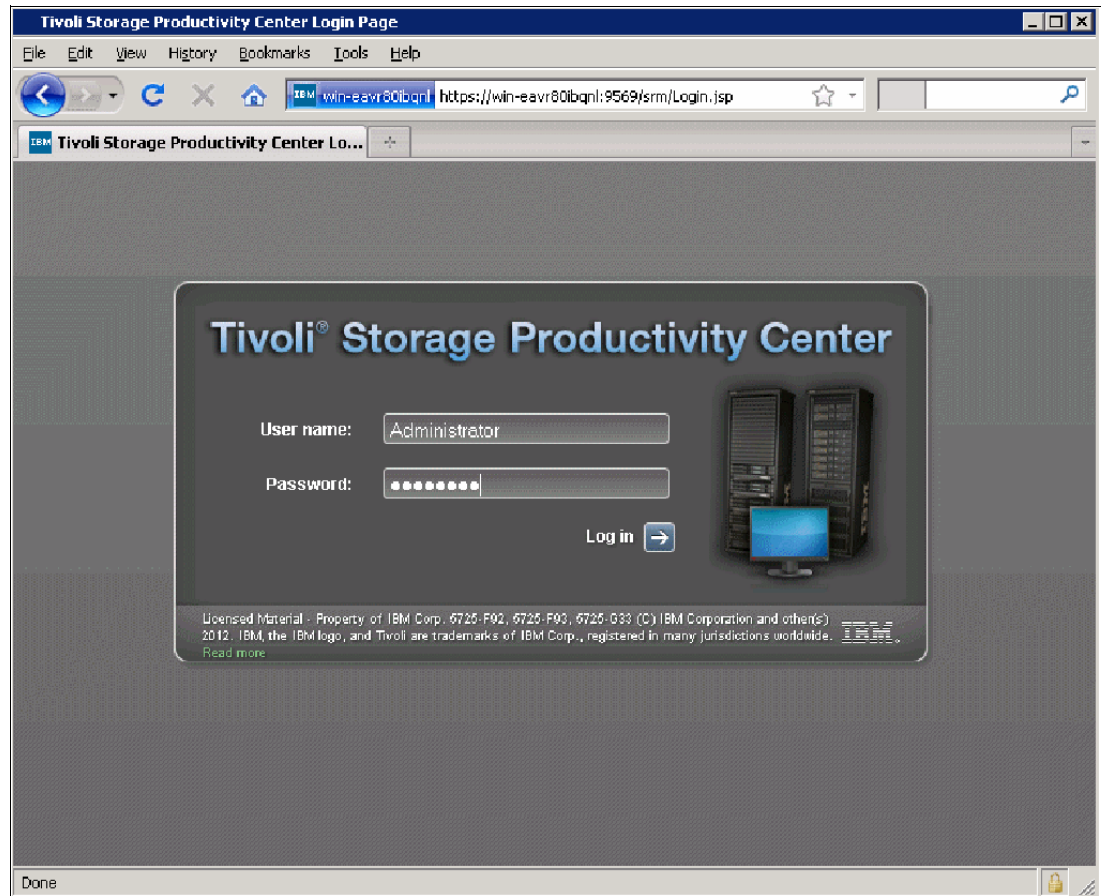 Tivoli Storage Productivity Center Login Page
File Edit View History Bookmarks Tools Help
IBM win-eavr80ibqnl https://win-eavr80ibqnl:9569/srm/Login.jsp
IBM Tivoli Storage Productivity Center Lo...
Tivoli® Storage Productivity Center
User name: Administrator
Password: ●●●●●●●●
Log in
Licensed Material - Property of IBM Corp. 5725-F92, 5725-F93, 5725-G33 (C) IBM Corporation and other(s)
2012. IBM, the IBM logo, and Tivoli are trademarks of IBM Corp., registered in many jurisdictions worldwide. IBM.
Read more
Done